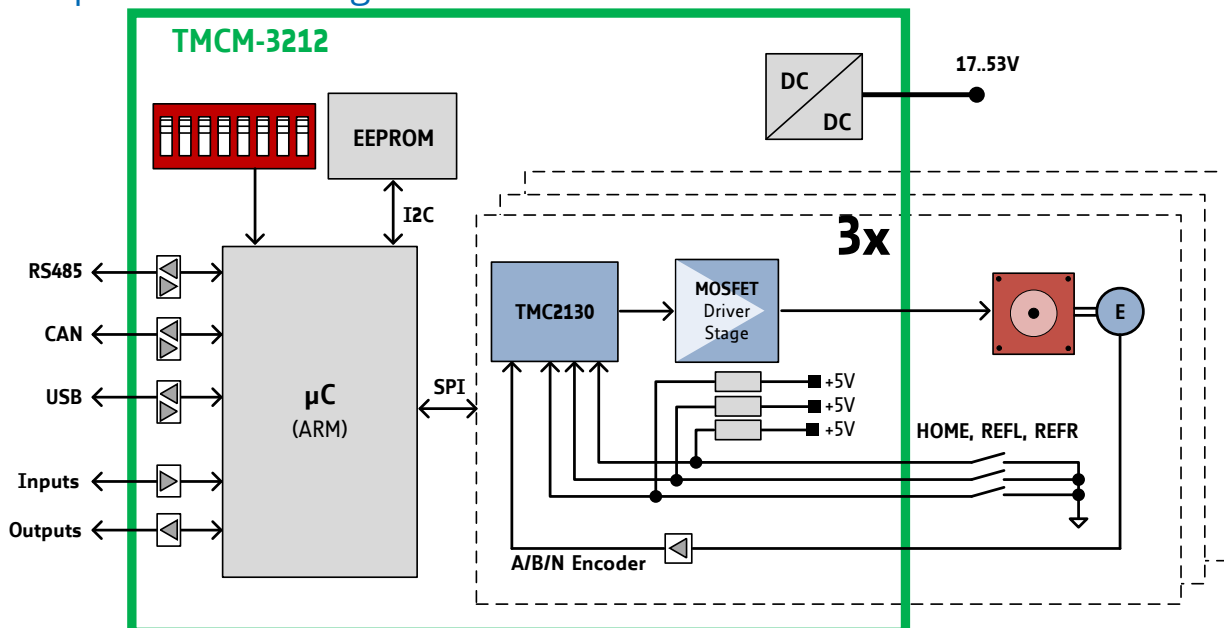 TMCM-3212
17..53V
DC
DC
EEPROM
I2C
3x
RS485
CAN
USB
Inputs
Outputs
µC
(ARM)
SPI
TMC2130
MOSFET
Driver
Stage
E
+5V
+5V
+5V
HOME, REFL, REFR
A/B/N Encoder